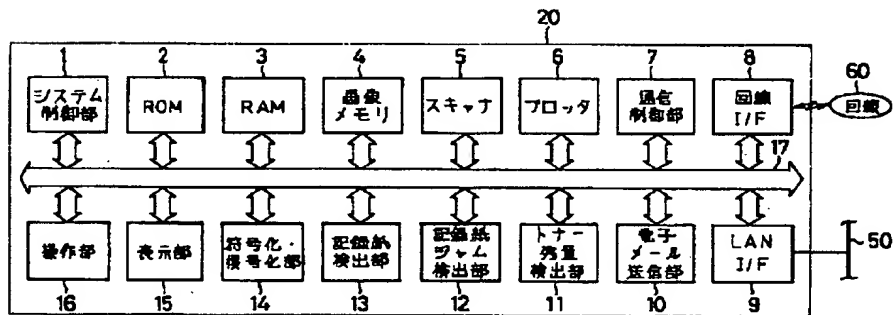 20
1 2 3 4 5 6 7 8
60
システム
制御部
ROM
RAM
画像
メモリ
スキャナ
プロッタ
通信
制御部
回線
I/F
回線
17
操作部
表示部
符号化・
復号化部
記録紙
検出部
記録紙
ジャム
検出部
トナー
残量
検出部
電子
メール
送信部
LAN
I/F
50
16 15 14 13 12 11 10 9